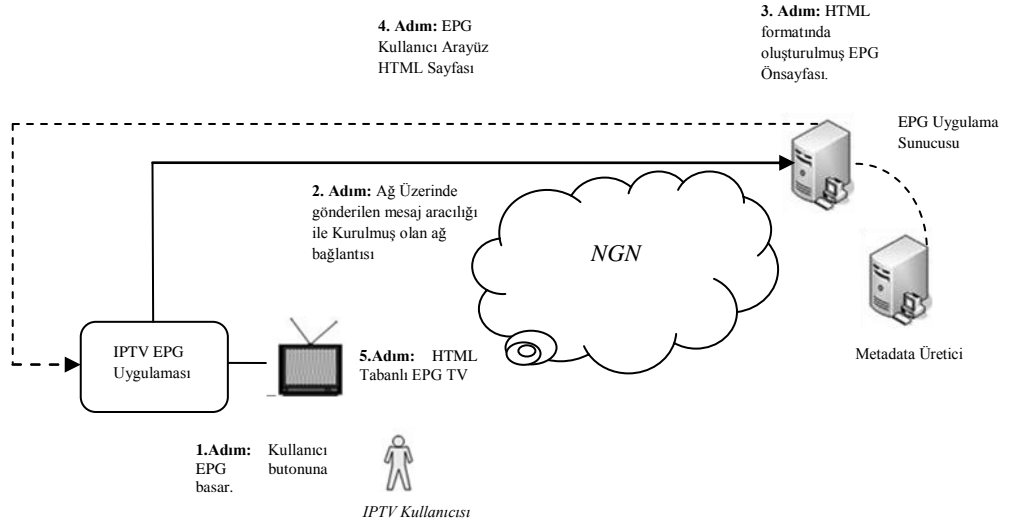 4. Adım: EPG
Kullanıcı Arayüz
HTML Sayfası
3. Adım: HTML
formatında
oluşturulmuş EPG
Önsayfası.
EPG Uygulama
Sunucusu
2. Adım: Ağ Üzerinde
gönderilen mesaj aracılığı
ile Kurulmuş olan ağ
bağlantısı
NGN
IPTV EPG
Uygulaması
5.Adım: HTML
Tabanlı EPG TV
Metadata Üretici
1.Adım: Kullanıcı
EPG butonuna
basar.
IPTV Kullanıcısı